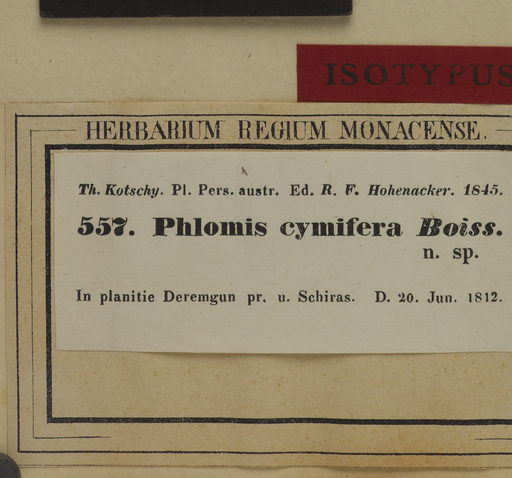 ISOTYPUS
HERBARIUM REGIUM MONACENSE.
Th. Kotschy. Pl. Pers. austr. Ed. R. F. Hohenacker. 1845.
557. Phlomis cymifera Boiss.
n. sp.
In planitie Deremgun pr. u. Schiras. D. 20. Jun. 1812.